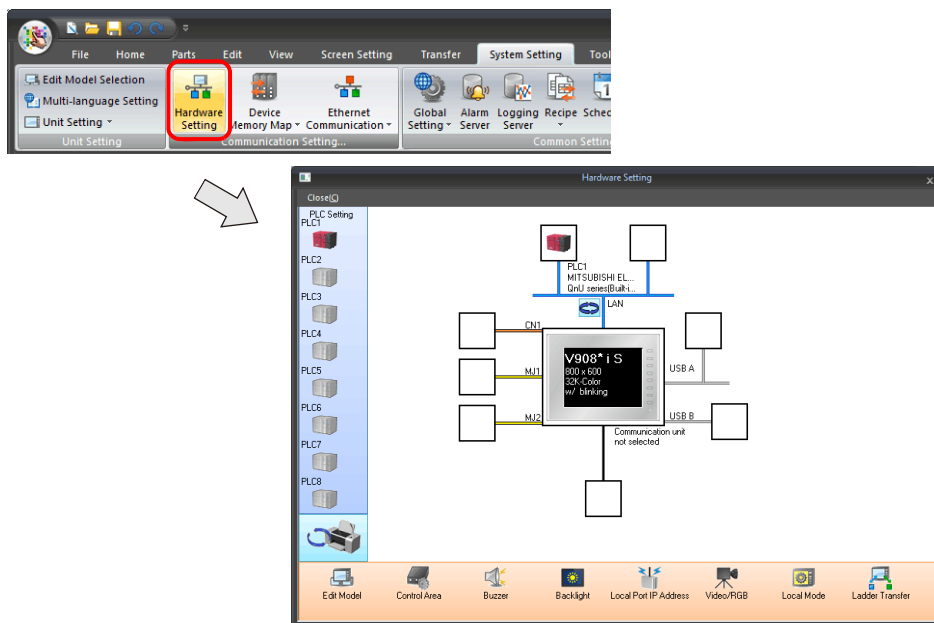 File Home Parts Edit View Screen Setting Transfer System Setting Tool
Edit Model Selection
Multi-language Setting
Unit Setting
Unit Setting
Hardware
Setting
Device
Memory Map
Ethernet
Communication
Communication Setting...
Global
Setting
Alarm
Server
Logging
Server
Recipe
Sched
Common Setting
Hardware Setting
x
Close(C)
PLC Setting
PLC1
PLC2
PLC3
PLC4
PLC5
PLC6
PLC7
PLC8
PLC1
MITSUBISHI EL...
QnU series(Built-i...
LAN
CN1
MJ1
MJ2
V908* i S
800 x 600
32K-Color
w/ blinking
USB A
USB B
Communication unit
not selected
Edit Model Control Area Buzzer Backlight Local Port IP Address Video/RGB Local Mode Ladder Transfer